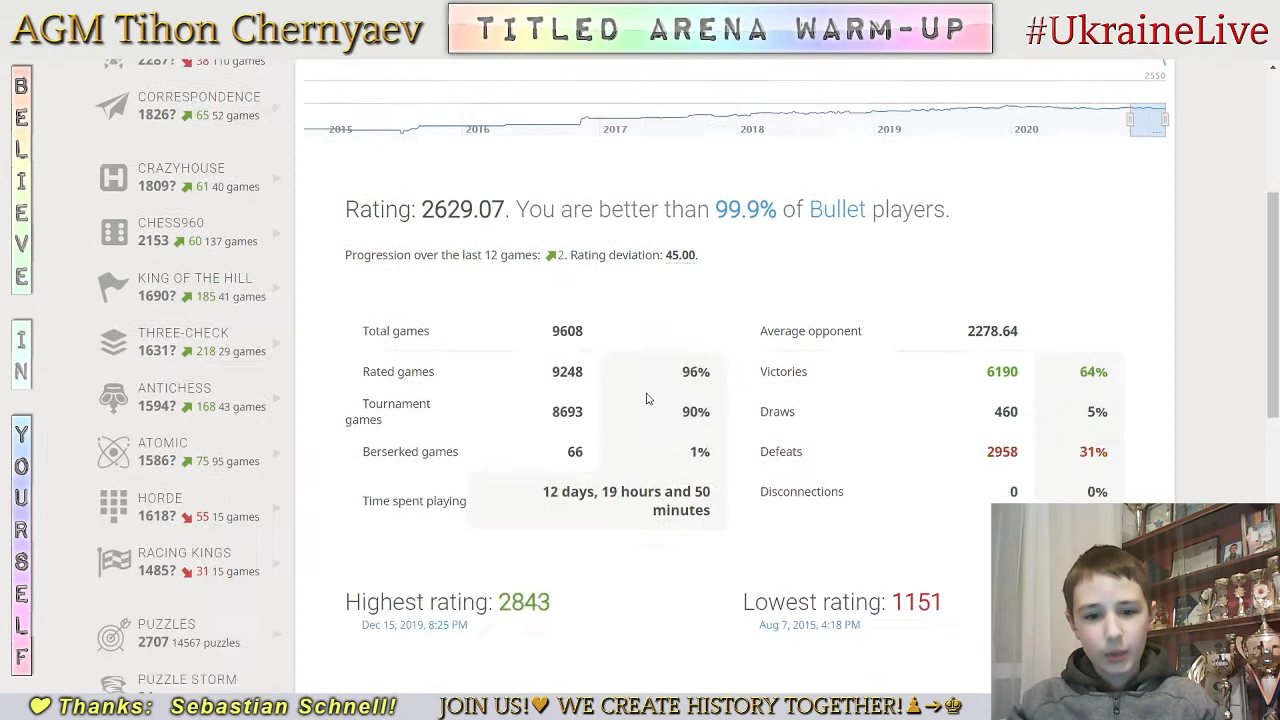 AGM Tihon Chernyaev
TITLED ARENA WARM-UP
#UkraineLive
BELIEVE
IN
YOURSELF
2287? 38 110 games
CORRESPONDENCE
1826? 65 52 games
CRAZYHOUSE
1809? 61 40 games
CHESS960
2153 60 137 games
KING OF THE HILL
1690? 185 41 games
THREE-CHECK
1631? 218 29 games
ANTICHESS
1594? 168 43 games
ATOMIC
1586? 75 95 games
HORDE
1618? 55 15 games
RACING KINGS
1485? 31 15 games
PUZZLES
2707 14567 puzzles
PUZZLE STORM
2550
2015 2016 2017 2018 2019 2020 ...
Rating: 2629.07. You are better than 99.9% of Bullet players.
Progression over the last 12 games: 2. Rating deviation: 45.00.
Total games 9608
Rated games 9248 96%
Tournament games 8693 90%
Berserked games 66 1%
Time spent playing 12 days, 19 hours and 50 minutes
Average opponent 2278.64
Victories 6190 64%
Draws 460 5%
Defeats 2958 31%
Disconnections 0 0%
Highest rating: 2843
Dec 15, 2019, 8:25 PM
Lowest rating: 1151
Aug 7, 2015, 4:18 PM
Thanks: Sebastian Schnell!
JOIN US!🧡 WE CREATE HISTORY TOGETHER!♟→♚